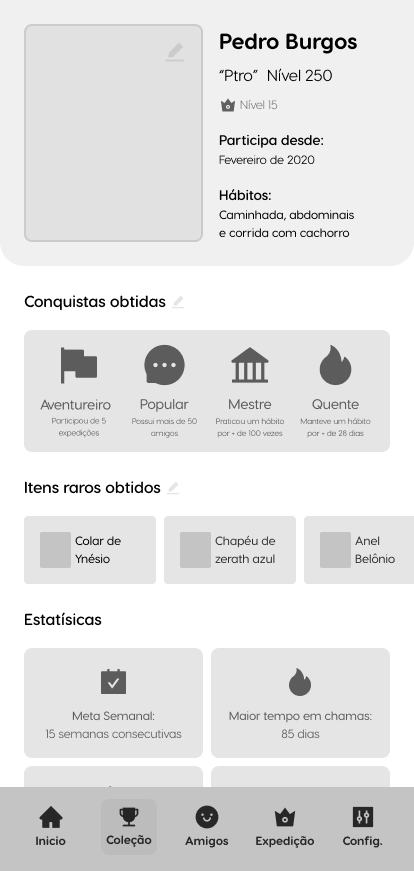 Pedro Burgos
“Ptro” Nível 250
Nível 15
Participa desde:
Fevereiro de 2020
Hábitos:
Caminhada, abdominais
e corrida com cachorro
Conquistas obtidas
Aventureiro
Participou de 5
expedições
Popular
Possui mais de 50
amigos
Mestre
Praticou um hábito
por + de 100 vezes
Quente
Manteve um hábito
por + de 28 dias
Itens raros obtidos
Colar de
Ynésio
Chapéu de
zerath azul
Anel
Belônio
Estatísicas
Meta Semanal:
15 semanas consecutivas
Maior tempo em chamas:
85 dias
Inicio
Coleção
Amigos
Expedição
Config.